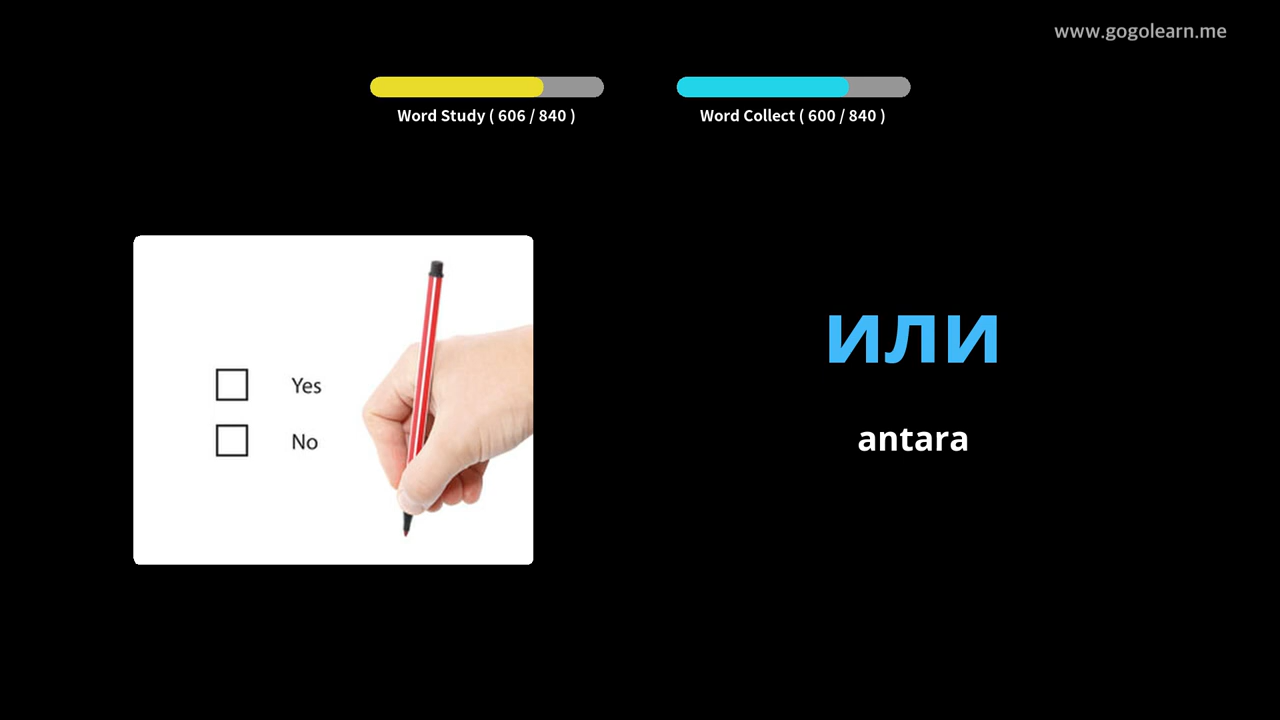 www.gogolearn.me
Word Study ( 606 / 840 )
Word Collect ( 600 / 840 )
Yes
No
или
antara